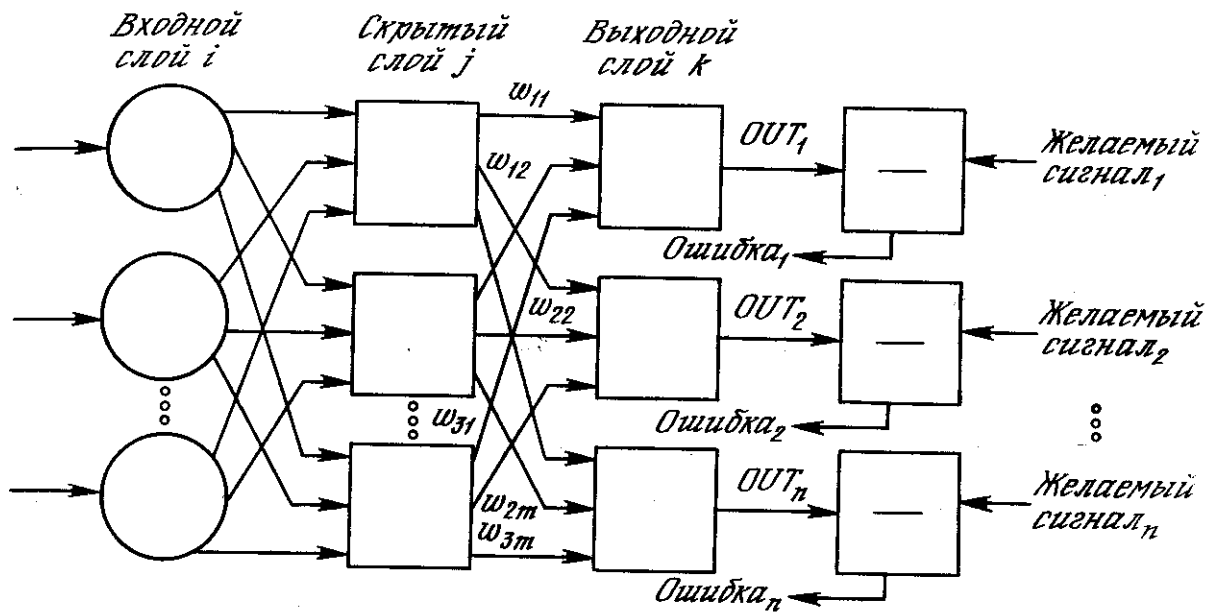 Входной
слой i
Скрытый
слой j
Выходной
слой k
w₁₁
OUT₁
Желаемый
сигнал₁
w₁₂
Ошибка₁
w₂₂
OUT₂
Желаемый
сигнал₂
w₃₁
Ошибка₂
w₂ₘ
w₃ₘ
OUTₙ
Желаемый
сигналₙ
Ошибкаₙ